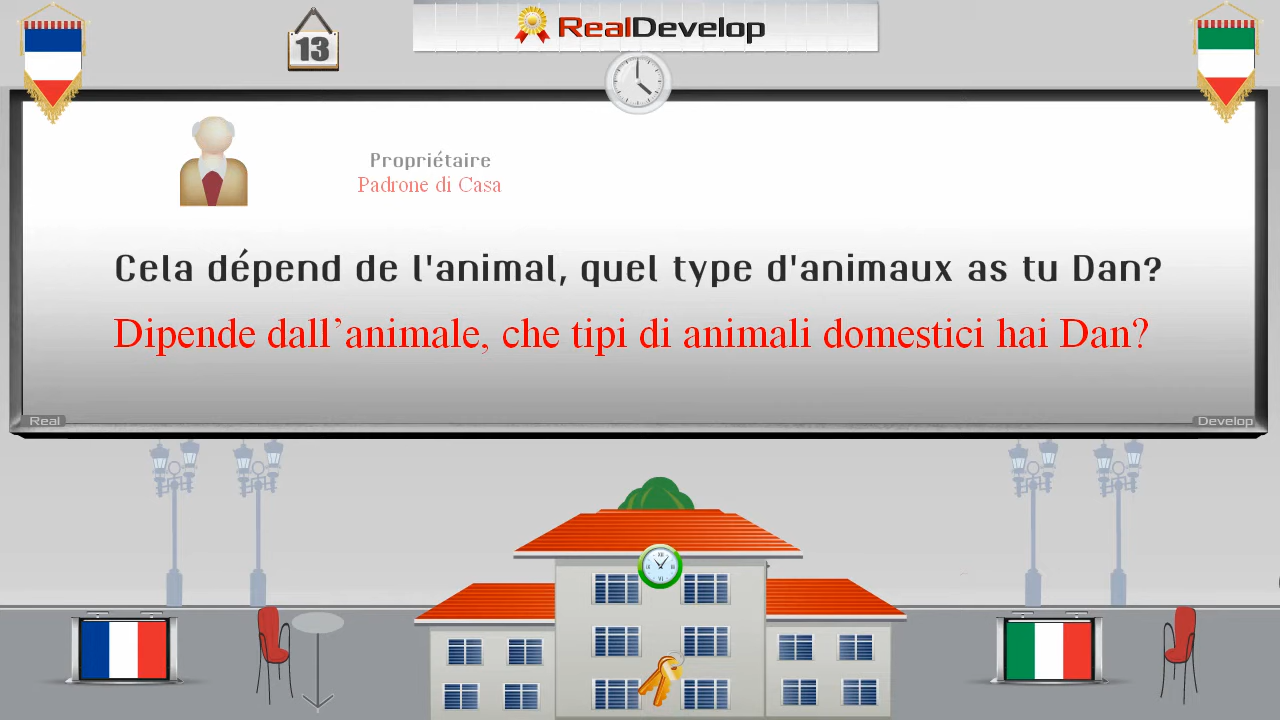 13
RealDevelop
Propriétaire
Padrone di Casa
Cela dépend de l'animal, quel type d'animaux as tu Dan?
Dipende dall’animale, che tipi di animali domestici hai Dan?
Real
Develop